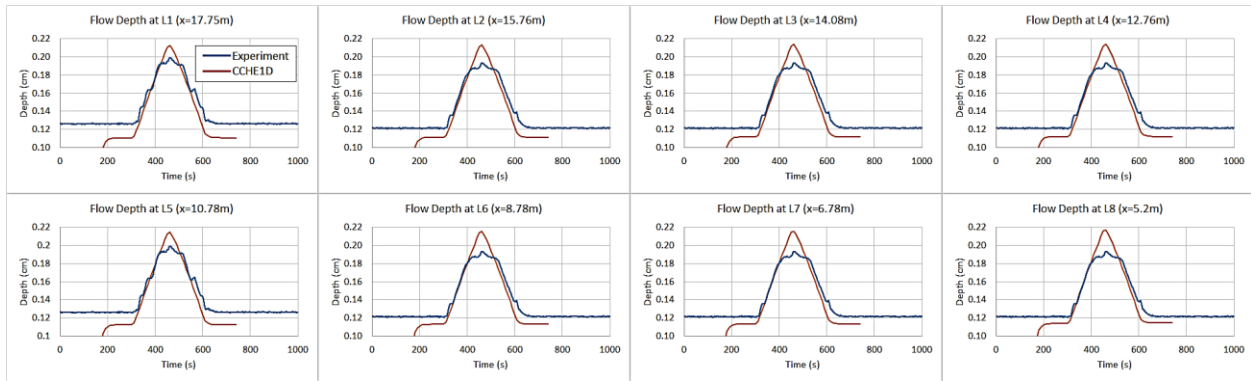 Flow Depth at L1 (x=17.75m)
0.22
0.20
0.18
0.16
0.14
0.12
0.10
Depth (cm)
Experiment
CCHE1D
0 200 400 600 800 1000
Time (s)
Flow Depth at L2 (x=15.76m)
0.22
0.20
0.18
0.16
0.14
0.12
0.10
Depth (cm)
0 200 400 600 800 1000
Time (s)
Flow Depth at L3 (x=14.08m)
0.22
0.20
0.18
0.16
0.14
0.12
0.10
Depth (cm)
0 200 400 600 800 1000
Time (s)
Flow Depth at L4 (x=12.76m)
0.22
0.20
0.18
0.16
0.14
0.12
0.10
Depth (cm)
0 200 400 600 800 1000
Time (s)
Flow Depth at L5 (x=10.78m)
0.22
0.2
0.18
0.16
0.14
0.12
0.1
Depth (cm)
0 200 400 600 800 1000
Time (s)
Flow Depth at L6 (x=8.78m)
0.22
0.20
0.18
0.16
0.14
0.12
0.10
Depth (cm)
0 200 400 600 800 1000
Time (s)
Flow Depth at L7 (x=6.78m)
0.22
0.20
0.18
0.16
0.14
0.12
0.10
Depth (cm)
0 200 400 600 800 1000
Time (s)
Flow Depth at L8 (x=5.2m)
0.22
0.20
0.18
0.16
0.14
0.12
0.10
Depth (cm)
0 200 400 600 800 1000
Time (s)